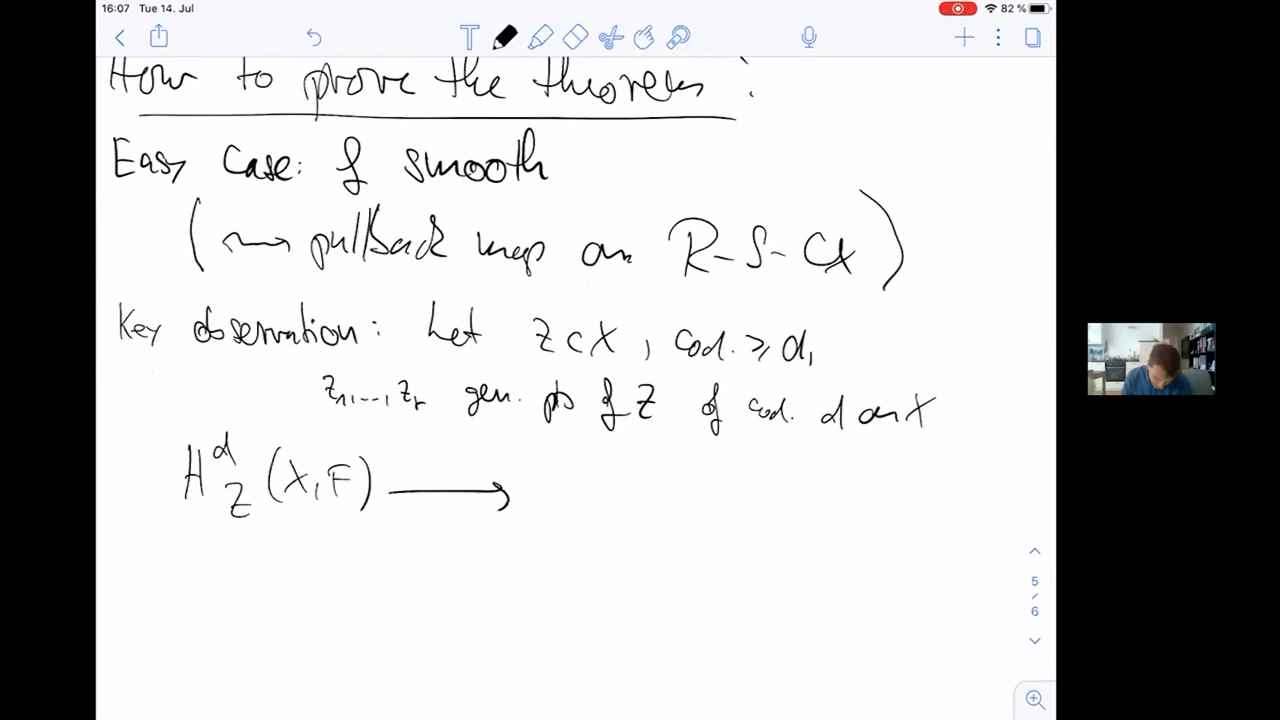 16:07 Tue 14. Jul 82 %
How to prove the theorem:
Easy Case: f smooth
(⇝ pullback map on R-S-Cx)
Key observation: Let Z ⊂ X, cod. ≥ d,
z₁,...,zᵣ gen. pts of Z of cod. d on X
H^d_Z (X,F) ⟶
5
6